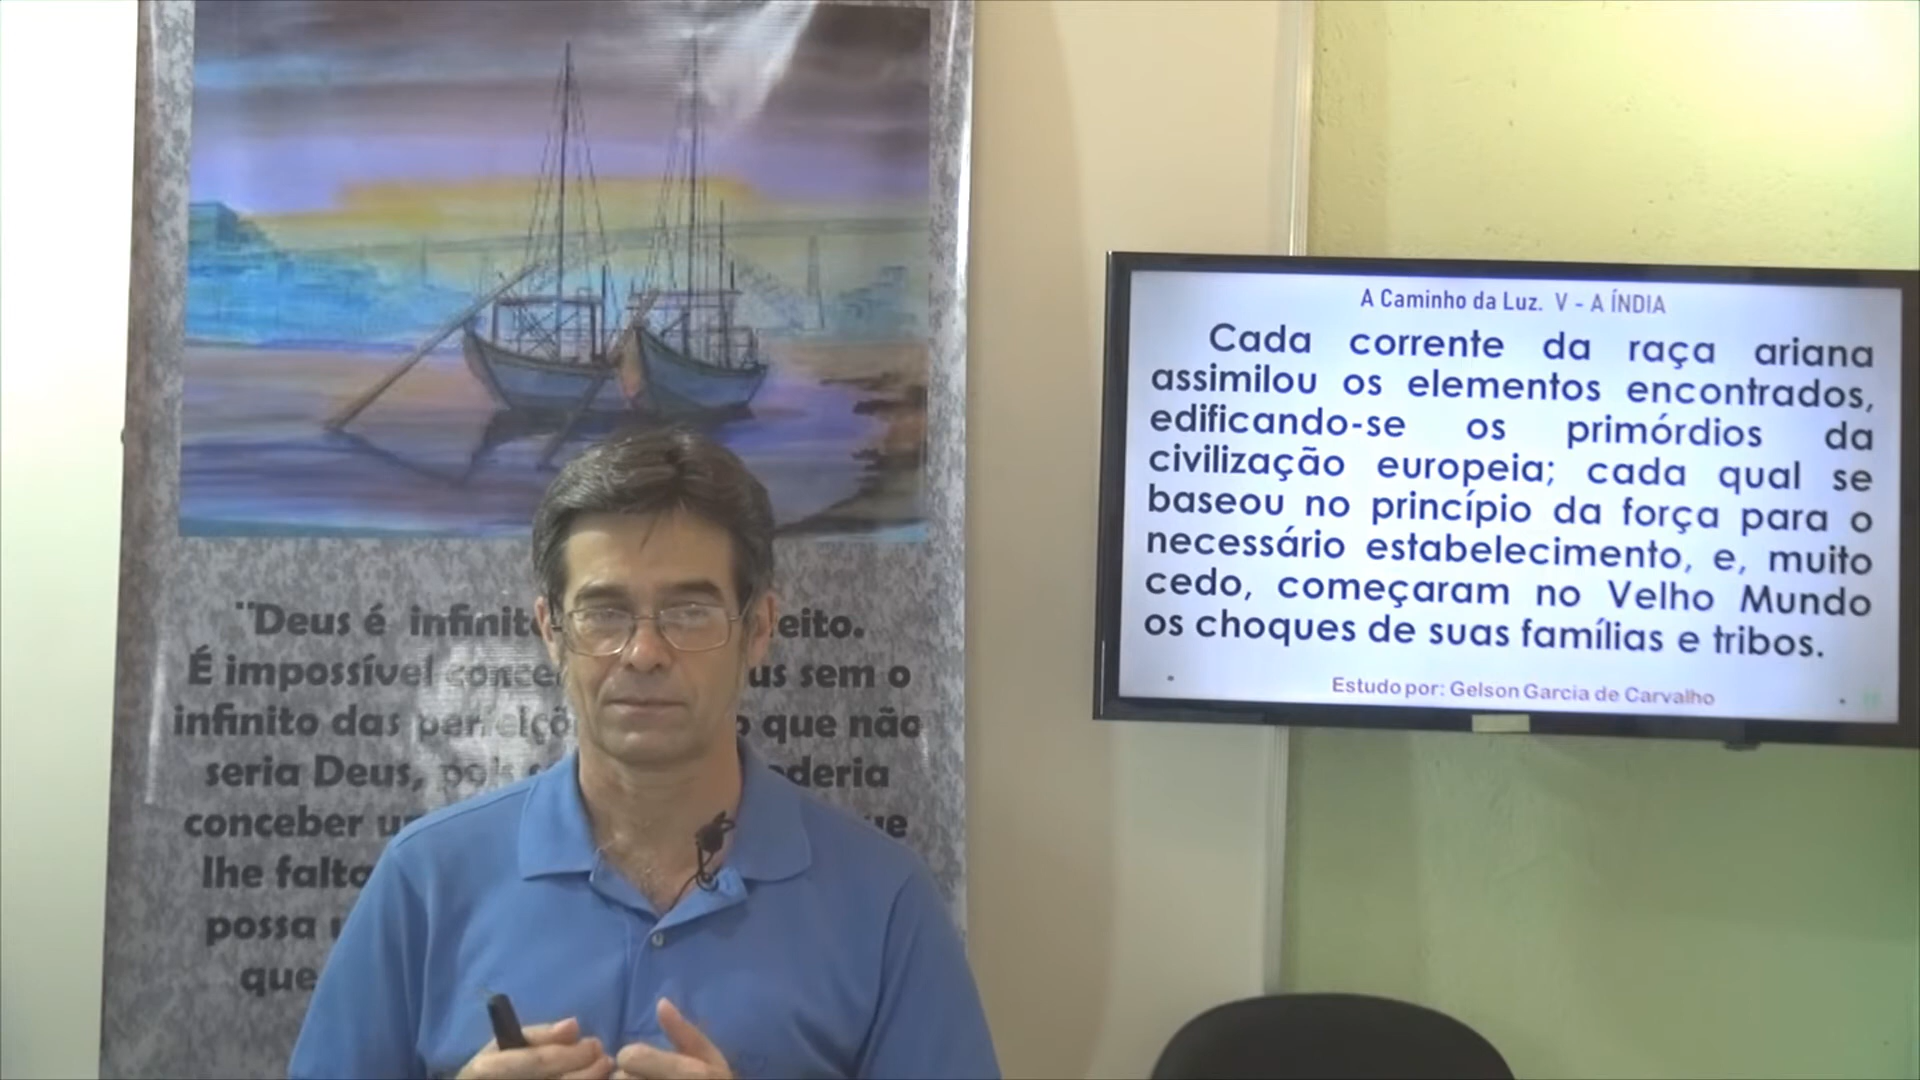 A Caminho da Luz. V - A ÍNDIA
Cada corrente da raça ariana
assimilou os elementos encontrados,
edificando-se os primórdios da
civilização europeia; cada qual se
baseou no princípio da força para o
necessário estabelecimento, e, muito
cedo, começaram no Velho Mundo
os choques de suas famílias e tribos.
Estudo por: Gelson Garcia de Carvalho
¨Deus é
É impossível sem o
infinito das que não
seria Deus,
conceber
lhe
possa
que